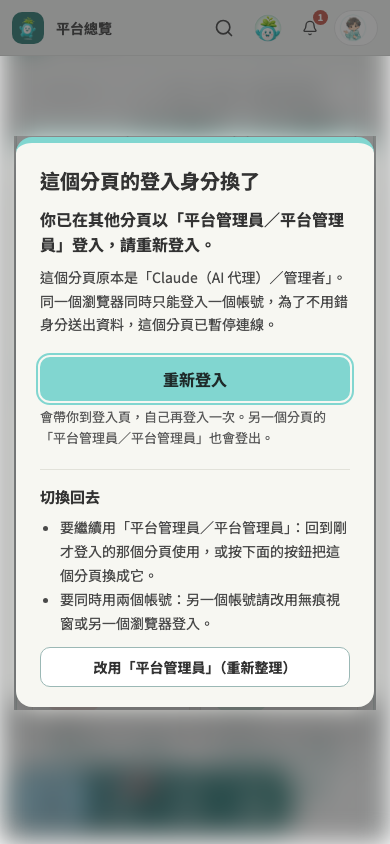 平台總覽
1
這個分頁的登入身分換了
你已在其他分頁以「平台管理員／平台管理
員」登入，請重新登入。
這個分頁原本是「Claude（AI 代理）／管理者」。
同一個瀏覽器同時只能登入一個帳號，為了不用錯
身分送出資料，這個分頁已暫停連線。
重新登入
會帶你到登入頁，自己再登入一次。另一個分頁的
「平台管理員／平台管理員」也會登出。
切換回去
• 要繼續用「平台管理員／平台管理員」：回到剛
才登入的那個分頁使用，或按下面的按鈕把這
個分頁換成它。
• 要同時用兩個帳號：另一個帳號請改用無痕視
窗或另一個瀏覽器登入。
改用「平台管理員」（重新整理）